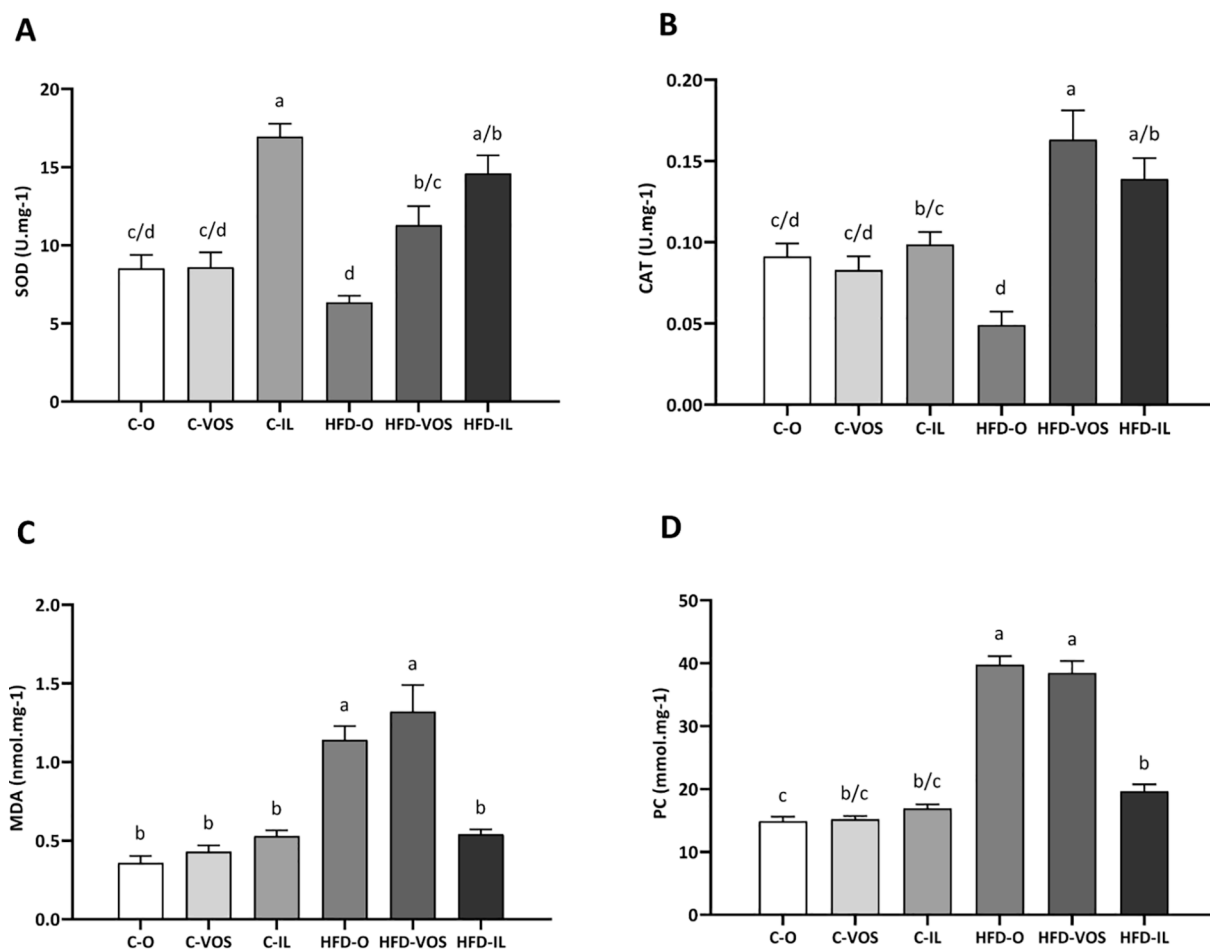 A
SOD (U.mg-1)
20
15
10
5
0
c/d
c/d
a
d
b/c
a/b
C-O C-VOS C-IL HFD-O HFD-VOS HFD-IL
B
CAT (U.mg-1)
0.20
0.15
0.10
0.05
0.00
c/d
c/d
b/c
d
a
a/b
C-O C-VOS C-IL HFD-O HFD-VOS HFD-IL
C
MDA (nmol.mg-1)
2.0
1.5
1.0
0.5
0.0
b
b
b
a
a
b
C-O C-VOS C-IL HFD-O HFD-VOS HFD-IL
D
PC (mmol.mg-1)
50
40
30
20
10
0
c
b/c
b/c
a
a
b
C-O C-VOS C-IL HFD-O HFD-VOS HFD-IL